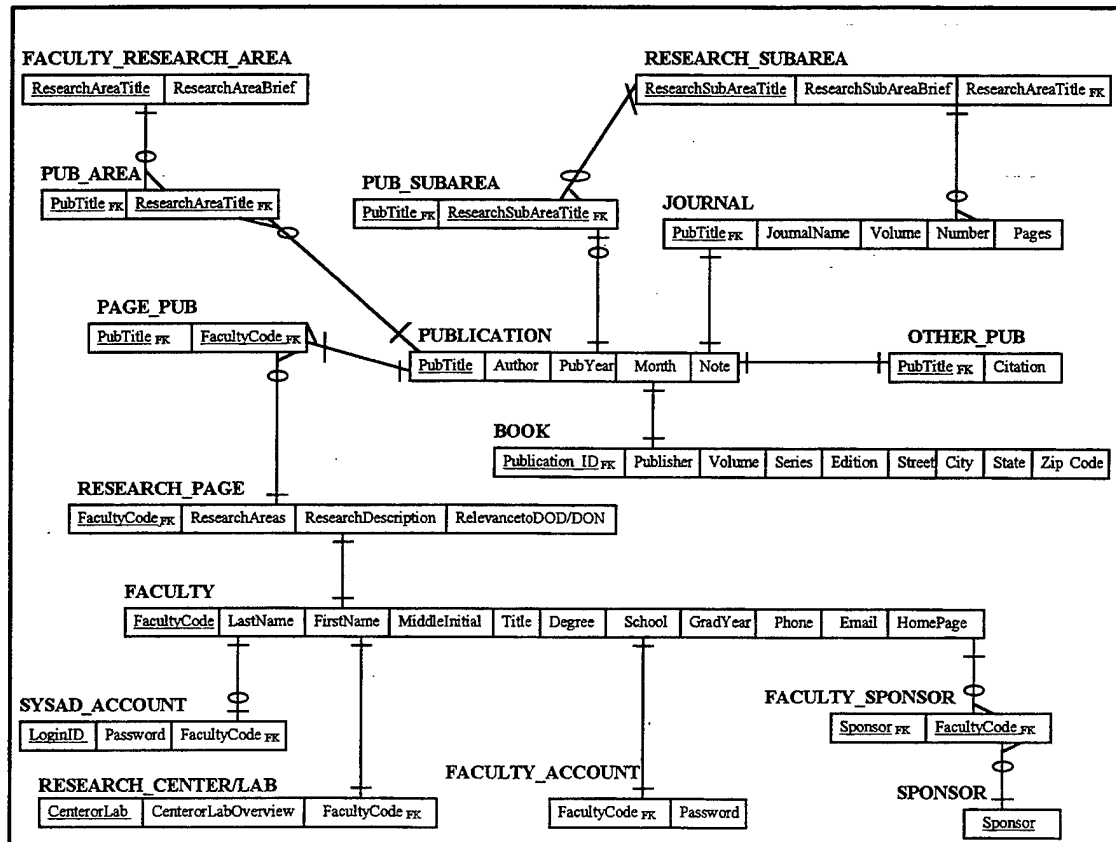 FACULTY_RESEARCH_AREA
ResearchAreaTitle ResearchAreaBrief
RESEARCH_SUBAREA
ResearchSubAreaTitle ResearchSubAreaBrief ResearchAreaTitle FK
PUB_AREA
PubTitle FK ResearchAreaTitle FK
PUB_SUBAREA
PubTitle FK ResearchSubAreaTitle FK
JOURNAL
PubTitle FK JournalName Volume Number Pages
PAGE_PUB
PubTitle FK FacultyCode FK
PUBLICATION
PubTitle Author PubYear Month Note
OTHER_PUB
PubTitle FK Citation
BOOK
Publication_ID FK Publisher Volume Series Edition Street City State Zip Code
RESEARCH_PAGE
FacultyCode FK ResearchAreas ResearchDescription RelevancetoDOD/DON
FACULTY
FacultyCode LastName FirstName MiddleInitial Title Degree School GradYear Phone Email HomePage
SYSAD_ACCOUNT
LoginID Password FacultyCode FK
FACULTY_SPONSOR
Sponsor FK FacultyCode FK
RESEARCH_CENTER/LAB
CenterorLab CenterorLabOverview FacultyCode FK
FACULTY_ACCOUNT
FacultyCode FK Password
SPONSOR
Sponsor